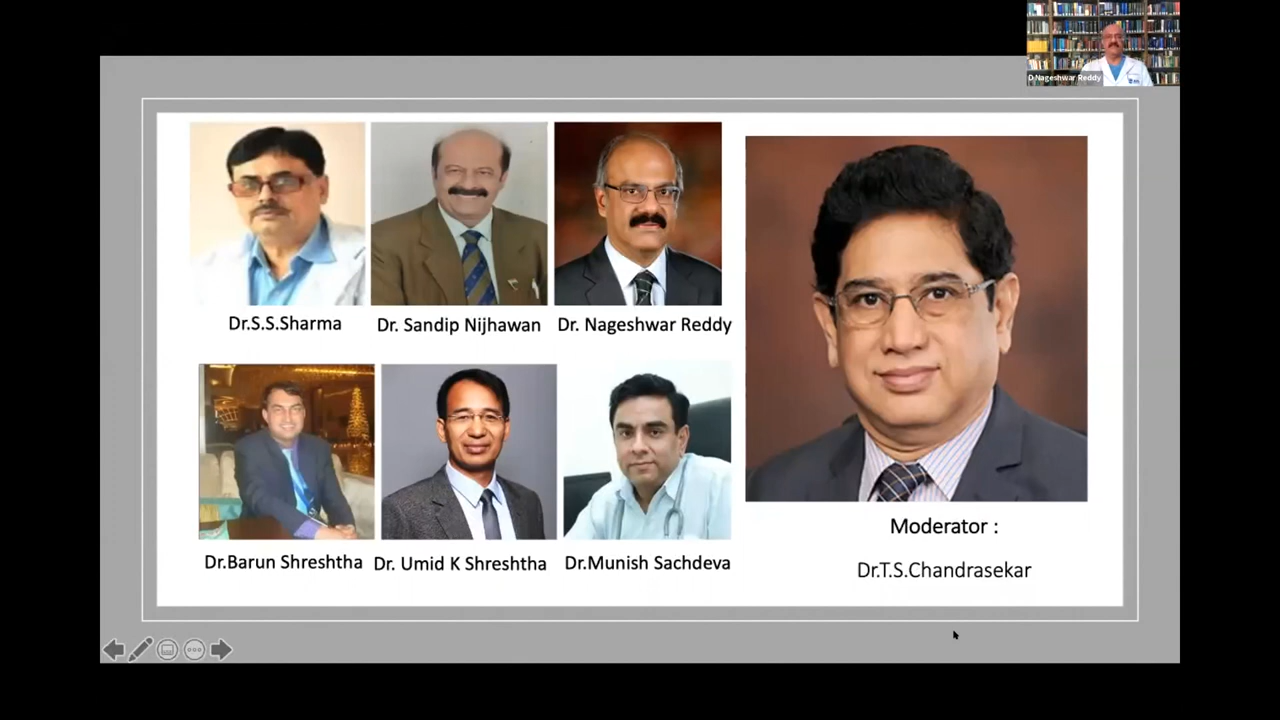 D Nageshwar Reddy
Dr.S.S.Sharma
Dr. Sandip Nijhawan
Dr. Nageshwar Reddy
Dr.Barun Shreshtha
Dr. Umid K Shreshtha
Dr.Munish Sachdeva
Moderator :
Dr.T.S.Chandrasekar